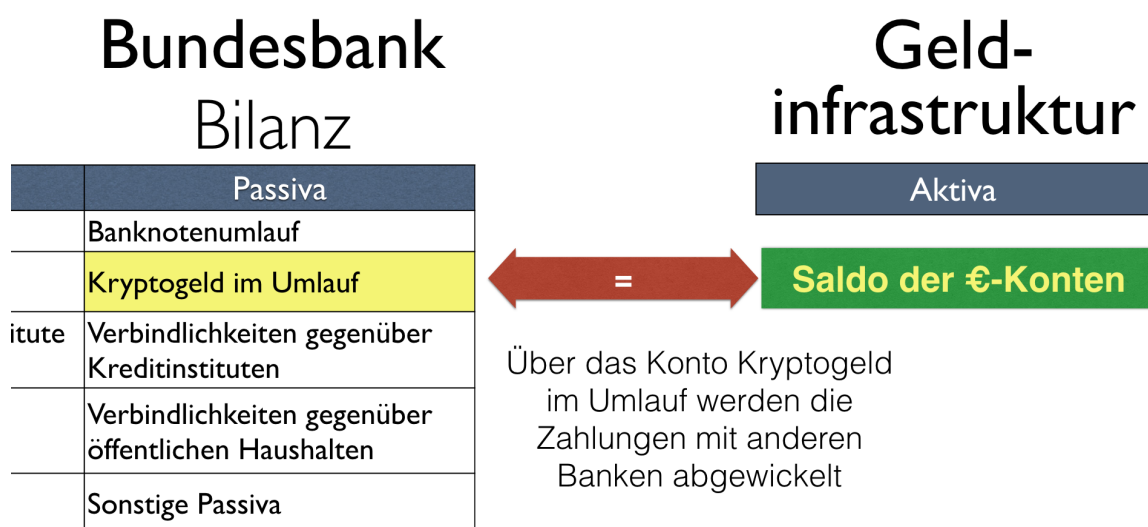 Bundesbank
Bilanz
Passiva
Banknotenumlauf
Kryptogeld im Umlauf
itute
Verbindlichkeiten gegenüber
Kreditinstituten
Verbindlichkeiten gegenüber
öffentlichen Haushalten
Sonstige Passiva
=
Über das Konto Kryptogeld
im Umlauf werden die
Zahlungen mit anderen
Banken abgewickelt
Geld-
infrastruktur
Aktiva
Saldo der €-Konten